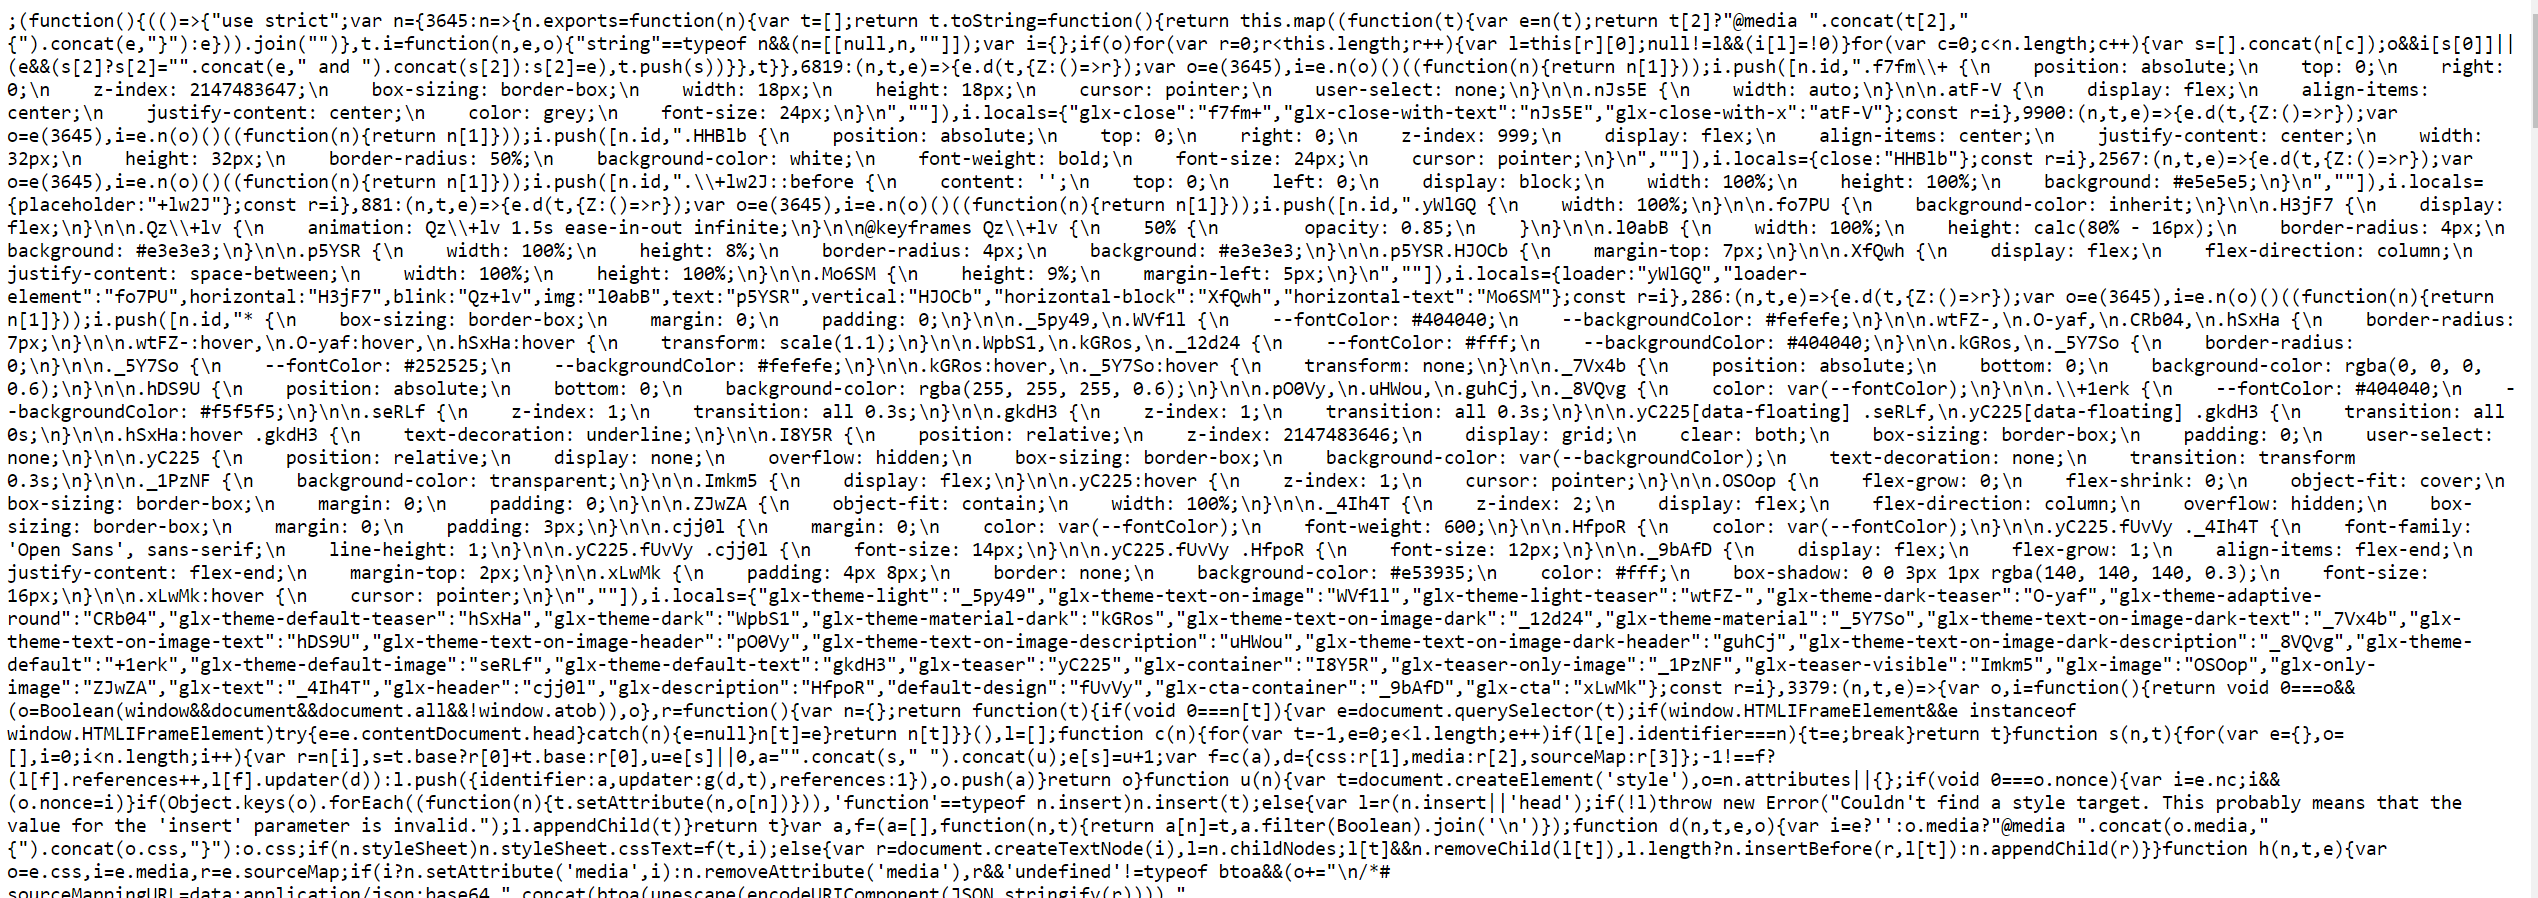 ;(function(){(()=>{"use strict";var n={3645:n=>{n.exports=function(n){var t=[];return t.toString=function(){return this.map((function(t){var e=n(t);return t[2]?"@media ".concat(t[2],"
{").concat(e,"}"):e})).join("")},t.i=function(n,e,o){"string"==typeof n&&(n=[[null,n,""]]);var i={};if(o)for(var r=0;r<this.length;r++){var l=this[r][0];null!=l&&(i[l]=!0)}for(var c=0;c<n.length;c++){var s=[].concat(n[c]);o&&i[s[0]]||
(e&&(s[2]?s[2]="".concat(e," and ").concat(s[2]):s[2]=e),t.push(s))}},t}},6819:(n,t,e)=>{e.d(t,{Z:()=>r});var o=e(3645),i=e.n(o)()((function(n){return n[1]}));i.push([n.id,".f7fm\\+ {\n    position: absolute;\n    top: 0;\n    right:
0;\n    z-index: 2147483647;\n    box-sizing: border-box;\n    width: 18px;\n    height: 18px;\n    cursor: pointer;\n    user-select: none;\n}\n\n.nJs5E {\n    width: auto;\n}\n\n.atF-V {\n    display: flex;\n    align-items:
center;\n    justify-content: center;\n    color: grey;\n    font-size: 24px;\n}\n",""]),i.locals={"glx-close":"f7fm+","glx-close-with-text":"nJs5E","glx-close-with-x":"atF-V"};const r=i},9900:(n,t,e)=>{e.d(t,{Z:()=>r});var
o=e(3645),i=e.n(o)()((function(n){return n[1]}));i.push([n.id,".HHBlb {\n    position: absolute;\n    top: 0;\n    right: 0;\n    z-index: 999;\n    display: flex;\n    align-items: center;\n    justify-content: center;\n    width:
32px;\n    height: 32px;\n    border-radius: 50%;\n    background-color: white;\n    font-weight: bold;\n    font-size: 24px;\n    cursor: pointer;\n}\n",""]),i.locals={close:"HHBlb"};const r=i},2567:(n,t,e)=>{e.d(t,{Z:()=>r});var
o=e(3645),i=e.n(o)()((function(n){return n[1]}));i.push([n.id,".\\+lw2J::before {\n    content: '';\n    top: 0;\n    left: 0;\n    display: block;\n    width: 100%;\n    height: 100%;\n    background: #e5e5e5;\n}\n",""]),i.locals=
{placeholder:"+lw2J"};const r=i},881:(n,t,e)=>{e.d(t,{Z:()=>r});var o=e(3645),i=e.n(o)()((function(n){return n[1]}));i.push([n.id,".yWlGQ {\n    width: 100%;\n}\n\n.fo7PU {\n    background-color: inherit;\n}\n\n.H3jF7 {\n    display:
flex;\n}\n\n.Qz\\+lv {\n    animation: Qz\\+lv 1.5s ease-in-out infinite;\n}\n\n@keyframes Qz\\+lv {\n    50% {\n        opacity: 0.85;\n    }\n}\n\n.l0abB {\n    width: 100%;\n    height: calc(80% - 16px);\n    border-radius: 4px;\n
background: #e3e3e3;\n}\n\n.p5YSR {\n    width: 100%;\n    height: 8%;\n    border-radius: 4px;\n    background: #e3e3e3;\n}\n\n.p5YSR.HJOCb {\n    margin-top: 7px;\n}\n\n.XfQwh {\n    display: flex;\n    flex-direction: column;\n
justify-content: space-between;\n    width: 100%;\n    height: 100%;\n}\n\n.Mo6SM {\n    height: 9%;\n    margin-left: 5px;\n}\n",""]),i.locals={loader:"yWlGQ","loader-
element":"fo7PU",horizontal:"H3jF7",blink:"Qz+lv",img:"l0abB",text:"p5YSR",vertical:"HJOCb","horizontal-block":"XfQwh","horizontal-text":"Mo6SM"};const r=i},286:(n,t,e)=>{e.d(t,{Z:()=>r});var o=e(3645),i=e.n(o)()((function(n){return
n[1]}));i.push([n.id,"* {\n    box-sizing: border-box;\n    margin: 0;\n    padding: 0;\n}\n\n._5py49,\n.WVf1l {\n    --fontColor: #404040;\n    --backgroundColor: #fefefe;\n}\n\n.wtFZ-,\n.O-yaf,\n.CRb04,\n.hSxHa {\n    border-radius:
7px;\n}\n\n.wtFZ-:hover,\n.O-yaf:hover,\n.hSxHa:hover {\n    transform: scale(1.1);\n}\n\n.WpbS1,\n.kGRos,\n._12d24 {\n    --fontColor: #fff;\n    --backgroundColor: #404040;\n}\n\n.kGRos,\n._5Y7So {\n    border-radius:
0;\n}\n\n._5Y7So {\n    --fontColor: #252525;\n    --backgroundColor: #fefefe;\n}\n\n.kGRos:hover,\n._5Y7So:hover {\n    transform: none;\n}\n\n._7Vx4b {\n    position: absolute;\n    bottom: 0;\n    background-color: rgba(0, 0, 0,
0.6);\n}\n\n.hDS9U {\n    position: absolute;\n    bottom: 0;\n    background-color: rgba(255, 255, 255, 0.6);\n}\n\n.pO0Vy,\n.uHWou,\n.guhCj,\n._8VQvg {\n    color: var(--fontColor);\n}\n\n.\\+1erk {\n    --fontColor: #404040;\n    -
-backgroundColor: #f5f5f5;\n}\n\n.seRLf {\n    z-index: 1;\n    transition: all 0.3s;\n}\n\n.gkdH3 {\n    z-index: 1;\n    transition: all 0.3s;\n}\n\n.yC225[data-floating] .seRLf,\n.yC225[data-floating] .gkdH3 {\n    transition: all
0s;\n}\n\n.hSxHa:hover .gkdH3 {\n    text-decoration: underline;\n}\n\n.I8Y5R {\n    position: relative;\n    z-index: 2147483646;\n    display: grid;\n    clear: both;\n    box-sizing: border-box;\n    padding: 0;\n    user-select:
none;\n}\n\n.yC225 {\n    position: relative;\n    display: none;\n    overflow: hidden;\n    box-sizing: border-box;\n    background-color: var(--backgroundColor);\n    text-decoration: none;\n    transition: transform
0.3s;\n}\n\n._1PzNF {\n    background-color: transparent;\n}\n\n.Imkm5 {\n    display: flex;\n}\n\n.yC225:hover {\n    z-index: 1;\n    cursor: pointer;\n}\n\n.OSOop {\n    flex-grow: 0;\n    flex-shrink: 0;\n    object-fit: cover;\n
box-sizing: border-box;\n    margin: 0;\n    padding: 0;\n}\n\n.ZJwZA {\n    object-fit: contain;\n    width: 100%;\n}\n\n._4Ih4T {\n    z-index: 2;\n    display: flex;\n    flex-direction: column;\n    overflow: hidden;\n    box-
sizing: border-box;\n    margin: 0;\n    padding: 3px;\n}\n\n.cjj0l {\n    margin: 0;\n    color: var(--fontColor);\n    font-weight: 600;\n}\n\n.HfpoR {\n    color: var(--fontColor);\n}\n\n.yC225.fUvVy ._4Ih4T {\n    font-family:
'Open Sans', sans-serif;\n    line-height: 1;\n}\n\n.yC225.fUvVy .cjj0l {\n    font-size: 14px;\n}\n\n.yC225.fUvVy .HfpoR {\n    font-size: 12px;\n}\n\n._9bAfD {\n    display: flex;\n    flex-grow: 1;\n    align-items: flex-end;\n
justify-content: flex-end;\n    margin-top: 2px;\n}\n\n.xLwMk {\n    padding: 4px 8px;\n    border: none;\n    background-color: #e53935;\n    color: #fff;\n    box-shadow: 0 0 3px 1px rgba(140, 140, 140, 0.3);\n    font-size:
16px;\n}\n\n.xLwMk:hover {\n    cursor: pointer;\n}\n",""]),i.locals={"glx-theme-light":"_5py49","glx-theme-text-on-image":"WVf1l","glx-theme-light-teaser":"wtFZ-","glx-theme-dark-teaser":"O-yaf","glx-theme-adaptive-
round":"CRb04","glx-theme-default-teaser":"hSxHa","glx-theme-dark":"WpbS1","glx-theme-material-dark":"kGRos","glx-theme-text-on-image-dark":"_12d24","glx-theme-material":"_5Y7So","glx-theme-text-on-image-dark-text":"_7Vx4b","glx-
theme-text-on-image-text":"hDS9U","glx-theme-text-on-image-header":"pO0Vy","glx-theme-text-on-image-description":"uHWou","glx-theme-text-on-image-dark-header":"guhCj","glx-theme-text-on-image-dark-description":"_8VQvg","glx-theme-
default":"+1erk","glx-theme-default-image":"seRLf","glx-theme-default-text":"gkdH3","glx-teaser":"yC225","glx-container":"I8Y5R","glx-teaser-only-image":"_1PzNF","glx-teaser-visible":"Imkm5","glx-image":"OSOop","glx-only-
image":"ZJwZA","glx-text":"_4Ih4T","glx-header":"cjj0l","glx-description":"HfpoR","default-design":"fUvVy","glx-cta-container":"_9bAfD","glx-cta":"xLwMk"};const r=i},3379:(n,t,e)=>{var o,i=function(){return void 0===o&&
(o=Boolean(window&&document&&document.all&&!window.atob)),o},r=function(){var n={};return function(t){if(void 0===n[t]){var e=document.querySelector(t);if(window.HTMLIFrameElement&&e instanceof
window.HTMLIFrameElement)try{e=e.contentDocument.head}catch(n){e=null}n[t]=e}return n[t]}}(),l=[];function c(n){for(var t=-1,e=0;e<l.length;e++)if(l[e].identifier===n){t=e;break}return t}function s(n,t){for(var e={},o=
[],i=0;i<n.length;i++){var r=n[i],s=t.base?r[0]+t.base:r[0],u=e[s]||0,a="".concat(s," ").concat(u);e[s]=u+1;var f=c(a),d={css:r[1],media:r[2],sourceMap:r[3]};-1!==f?
(l[f].references++,l[f].updater(d)):l.push({identifier:a,updater:g(d,t),references:1}),o.push(a)}return o}function u(n){var t=document.createElement('style'),o=n.attributes||{};if(void 0===o.nonce){var i=e.nc;i&&
(o.nonce=i)}if(Object.keys(o).forEach((function(n){t.setAttribute(n,o[n])})),'function'==typeof n.insert)n.insert(t);else{var l=r(n.insert||'head');if(!l)throw new Error("Couldn't find a style target. This probably means that the
value for the 'insert' parameter is invalid.");l.appendChild(t)}return t}var a,f=(a=[],function(n,t){return a[n]=t,a.filter(Boolean).join('\n')});function d(n,t,e,o){var i=e?'':o.media?"@media ".concat(o.media,"
{").concat(o.css,"}"):o.css;if(n.styleSheet)n.styleSheet.cssText=f(t,i);else{var r=document.createTextNode(i),l=n.childNodes;l[t]&&n.removeChild(l[t]),l.length?n.insertBefore(r,l[t]):n.appendChild(r)}}function h(n,t,e){var
o=e.css,i=e.media,r=e.sourceMap;if(i?n.setAttribute('media',i):n.removeAttribute('media'),r&&'undefined'!=typeof btoa&&(o+="\n/*#
sourceMappingURL=data:application/json;base64,".concat(btoa(unescape(encodeURIComponent(JSON.stringify(r)))),"